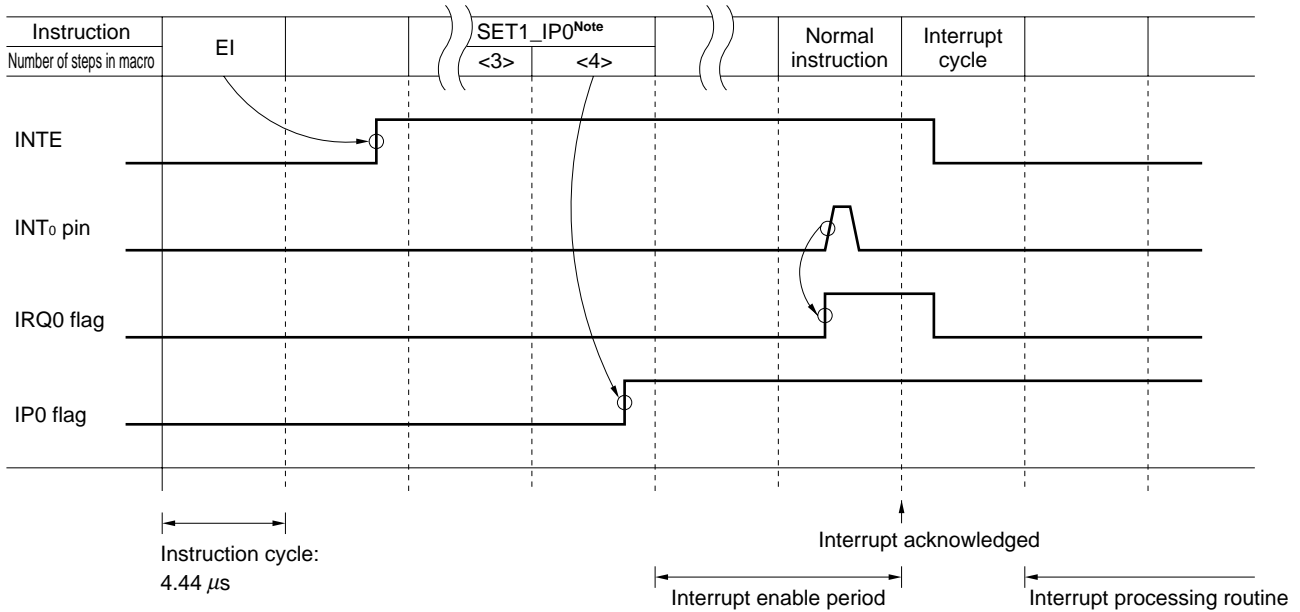 Instruction
Number of steps in macro
EI
SET1_IP0Note
<3>
<4>
Normal
instruction
Interrupt
cycle
INTE
INT0 pin
IRQ0 flag
IP0 flag
Instruction cycle:
4.44 μs
Interrupt acknowledged
Interrupt enable period
Interrupt processing routine